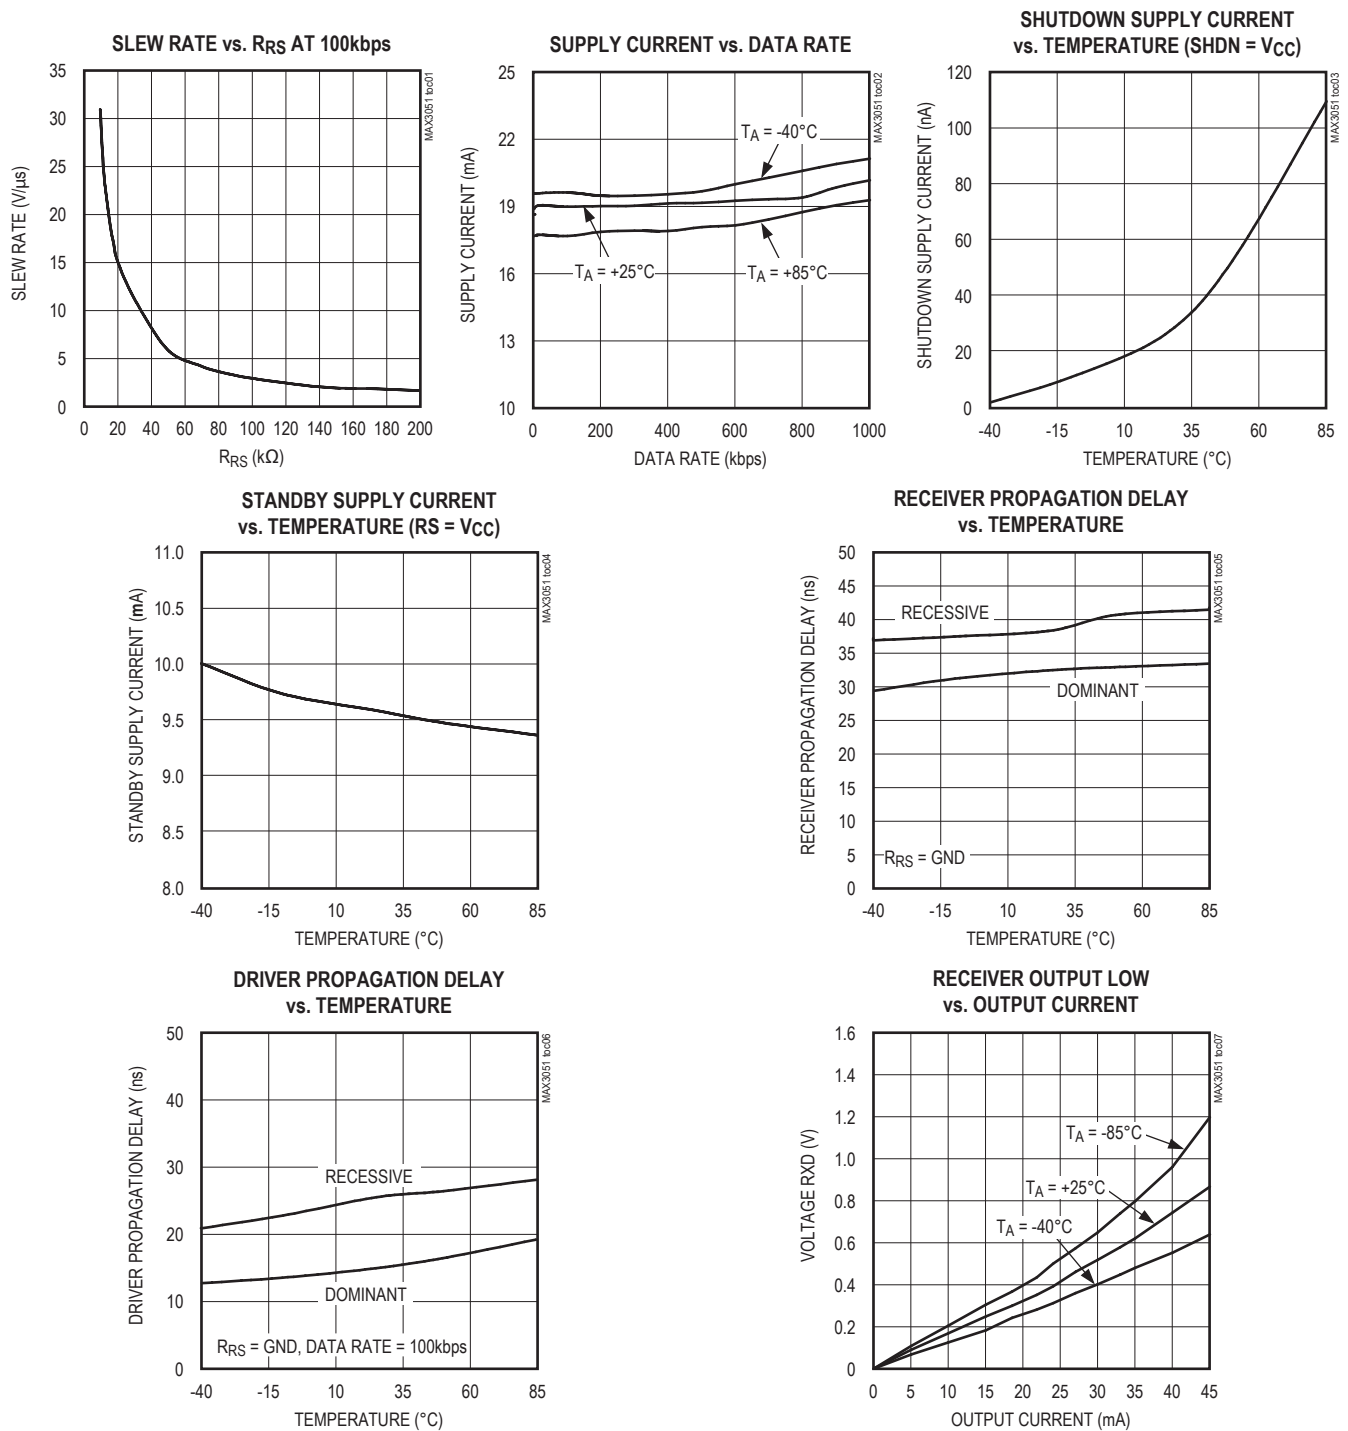 SLEW RATE vs. RRS AT 100kbps
35
30
25
20
15
10
5
0
SLEW RATE (V/µs)
0 20 40 60 80 100 120 140 160 180 200
RRS (kΩ)
MAX3051 toc01
SUPPLY CURRENT vs. DATA RATE
25
22
19
16
13
10
SUPPLY CURRENT (mA)
TA = -40°C
TA = +25°C
TA = +85°C
0 200 400 600 800 1000
DATA RATE (kbps)
MAX3051 toc02
SHUTDOWN SUPPLY CURRENT
vs. TEMPERATURE (SHDN = VCC)
120
100
80
60
40
20
0
SHUTDOWN SUPPLY CURRENT (nA)
-40 -15 10 35 60 85
TEMPERATURE (°C)
MAX3051 toc03
STANDBY SUPPLY CURRENT
vs. TEMPERATURE (RS = VCC)
11.0
10.5
10.0
9.5
9.0
8.5
8.0
STANDBY SUPPLY CURRENT (mA)
-40 -15 10 35 60 85
TEMPERATURE (°C)
MAX3051 toc04
RECEIVER PROPAGATION DELAY
vs. TEMPERATURE
50
45
40
35
30
25
20
15
10
5
0
RECEIVER PROPAGATION DELAY (ns)
RECESSIVE
DOMINANT
RRS = GND
-40 -15 10 35 60 85
TEMPERATURE (°C)
MAX3051 toc05
DRIVER PROPAGATION DELAY
vs. TEMPERATURE
50
40
30
20
10
0
DRIVER PROPAGATION DELAY (ns)
RECESSIVE
DOMINANT
RRS = GND, DATA RATE = 100kbps
-40 -15 10 35 60 85
TEMPERATURE (°C)
MAX3051 toc06
RECEIVER OUTPUT LOW
vs. OUTPUT CURRENT
1.6
1.4
1.2
1.0
0.8
0.6
0.4
0.2
0
VOLTAGE RXD (V)
TA = -85°C
TA = +25°C
TA = -40°C
0 5 10 15 20 25 30 35 40 45
OUTPUT CURRENT (mA)
MAX3051 toc07